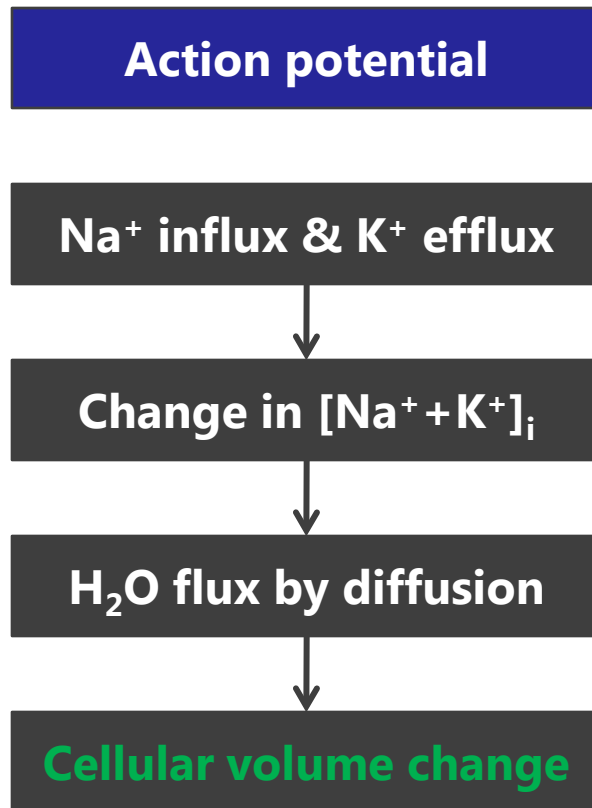 Action potential
Na⁺ influx & K⁺ efflux
Change in [Na⁺+K⁺]ᵢ
H₂O flux by diffusion
Cellular volume change